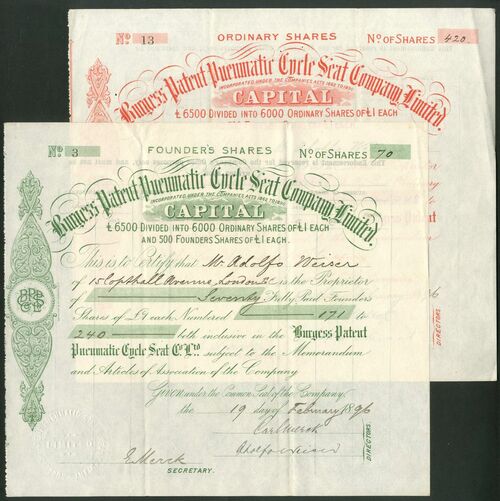 No 13 ORDINARY SHARES No OF SHARES 420.
Burgess Patent Pneumatic Cycle Seat Company, Limited.
INCORPORATED UNDER THE COMPANIES ACTS 1862 TO 1890
CAPITAL
£6500 DIVIDED INTO 6000 ORDINARY SHARES OF £1 EACH
No 3 FOUNDER'S SHARES No OF SHARES 70
Burgess Patent Pneumatic Cycle Seat Company, Limited.
INCORPORATED UNDER THE COMPANIES ACTS 1862 TO 1890
CAPITAL
£6500 DIVIDED INTO 6000 ORDINARY SHARES OF £1 EACH
AND 500 FOUNDERS SHARES OF £1 EACH.
This is to Certify that Mr Adolfo Weiser
of 15 Copthall Avenue, London EC is the Proprietor
of Seventy Fully Paid Founders
Shares of £1 each Numbered 171 to
240 both inclusive in the Burgess Patent
Pneumatic Cycle Seat Co. Ltd subject to the Memorandum
and Articles of Association of the Company
Given under the Common Seal of the Company,
the 19 day of February 1896
Carl Merck
Adolfo Weiser
DIRECTORS.
E Merck
SECRETARY.
96
DIRECTORS.